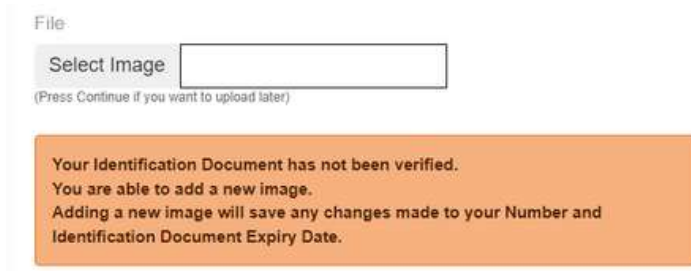 File
Select Image
(Press Continue if you want to upload later)
Your Identification Document has not been verified.
You are able to add a new image.
Adding a new image will save any changes made to your Number and
Identification Document Expiry Date.